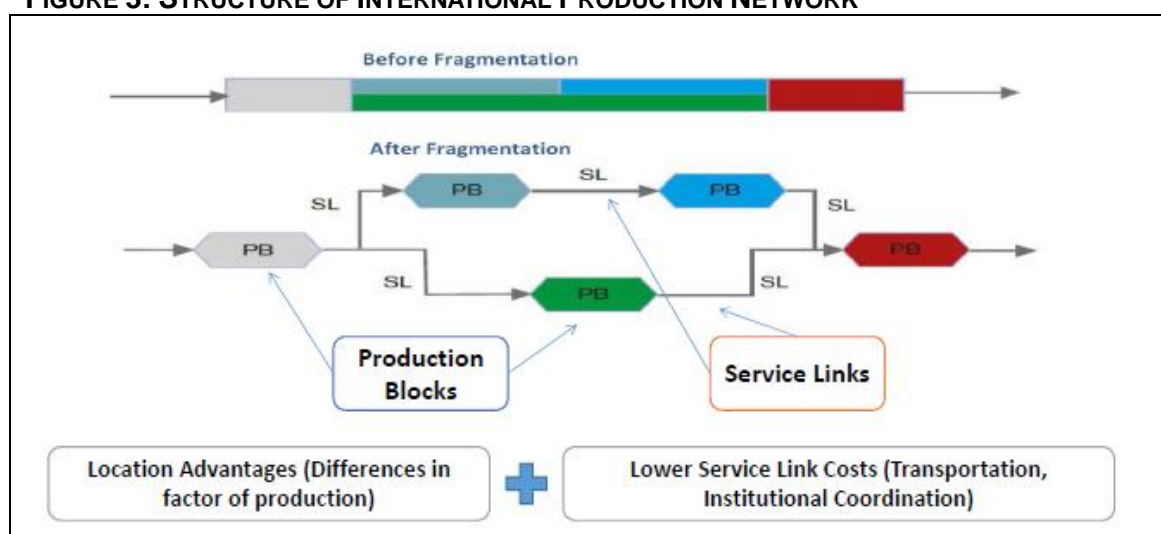 FIGURE 3: STRUCTURE OF INTERNATIONAL PRODUCTION NETWORK
Before Fragmentation
After Fragmentation
PB
SL
PB
SL
SL
PB
PB
SL
PB
SL
Production
Blocks
Service Links
Location Advantages (Differences in
factor of production)
Lower Service Link Costs (Transportation,
Institutional Coordination)